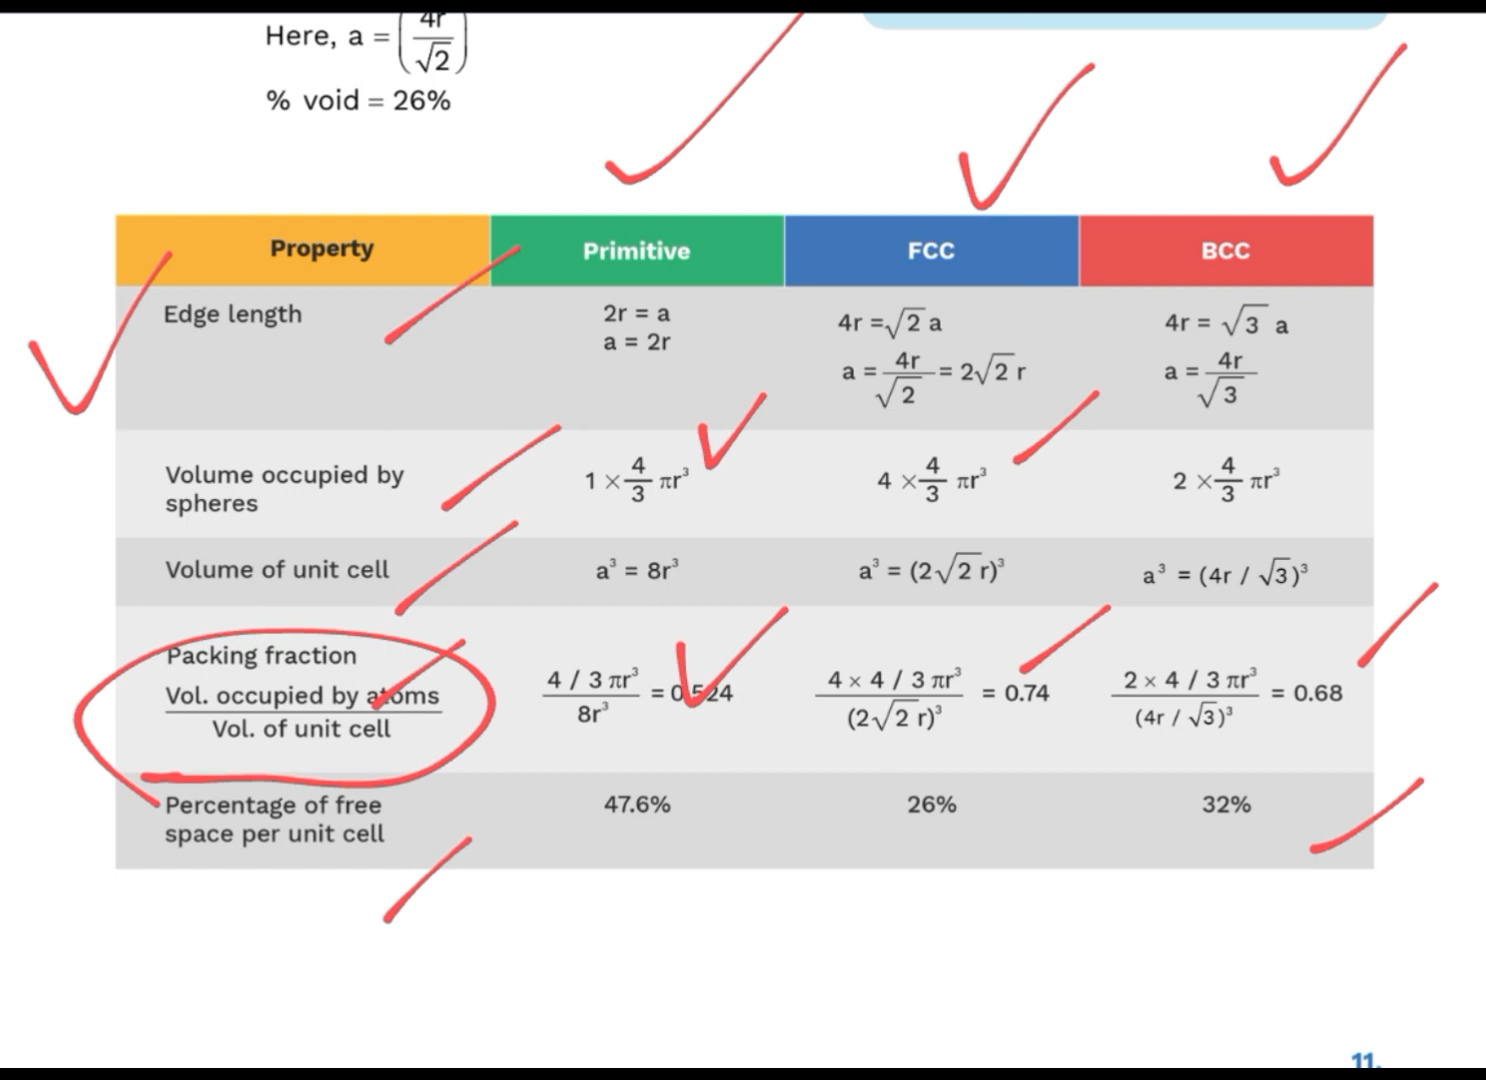 Here, a = (4r/√2)
% void = 26%
Property Primitive FCC BCC
Edge length 2r = a 4r = √2 a 4r = √3 a
a = 2r a = 4r/√2 = 2√2 r a = 4r/√3
Volume occupied by spheres 1 × 4/3 πr³ 4 × 4/3 πr³ 2 × 4/3 πr³
Volume of unit cell a³ = 8r³ a³ = (2√2 r)³ a³ = (4r / √3)³
Packing fraction
Vol. occupied by atoms
Vol. of unit cell
4 / 3 πr³ / 8r³ = 0.524 4 × 4 / 3 πr³ / (2√2 r)³ = 0.74 2 × 4 / 3 πr³ / (4r / √3)³ = 0.68
Percentage of free space per unit cell 47.6% 26% 32%
11.